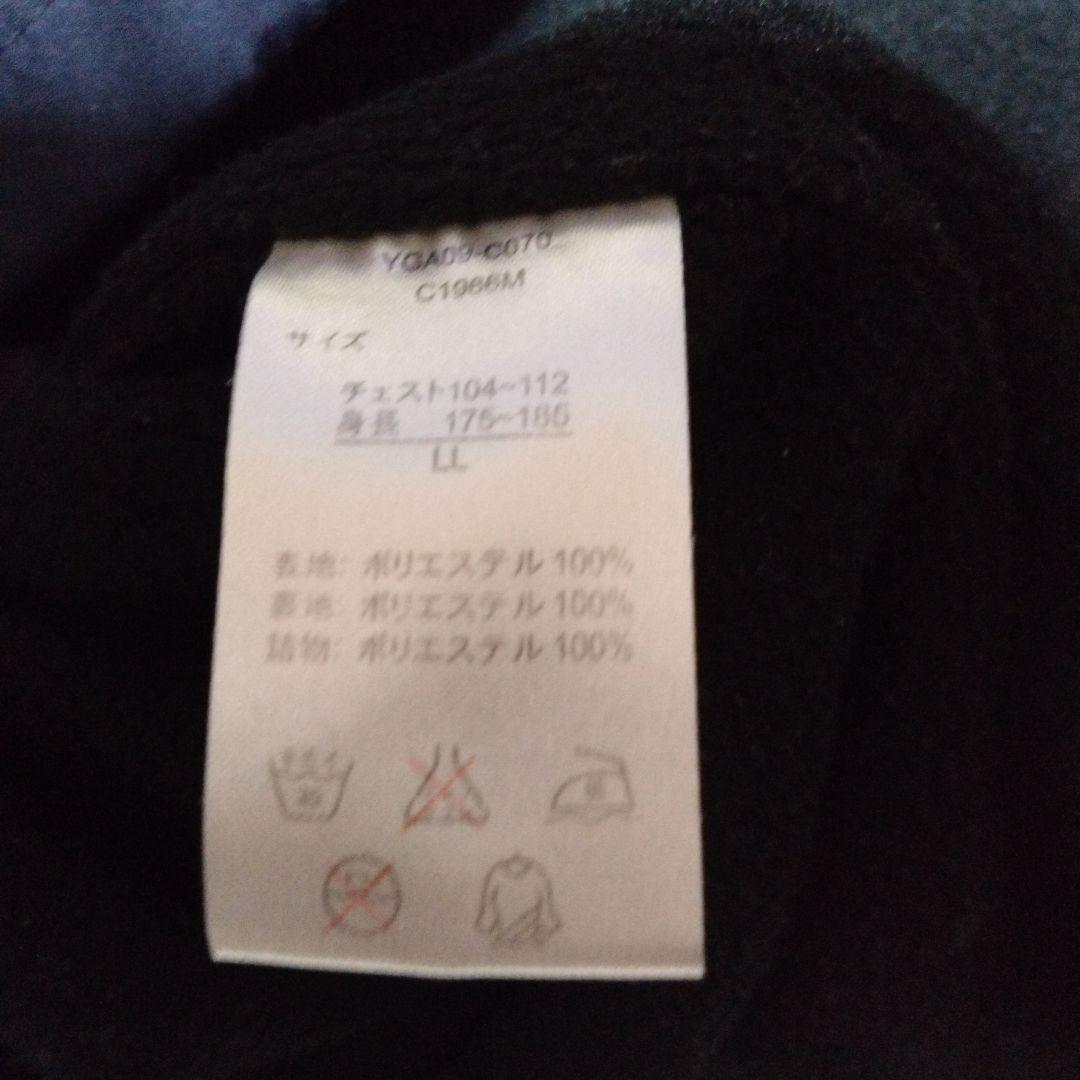 YGA09-C070
C1966M
サイズ
チェスト104~112
身長 175~185
LL
表地: ポリエステル 100%
裏地: ポリエステル 100%
詰物: ポリエステル 100%